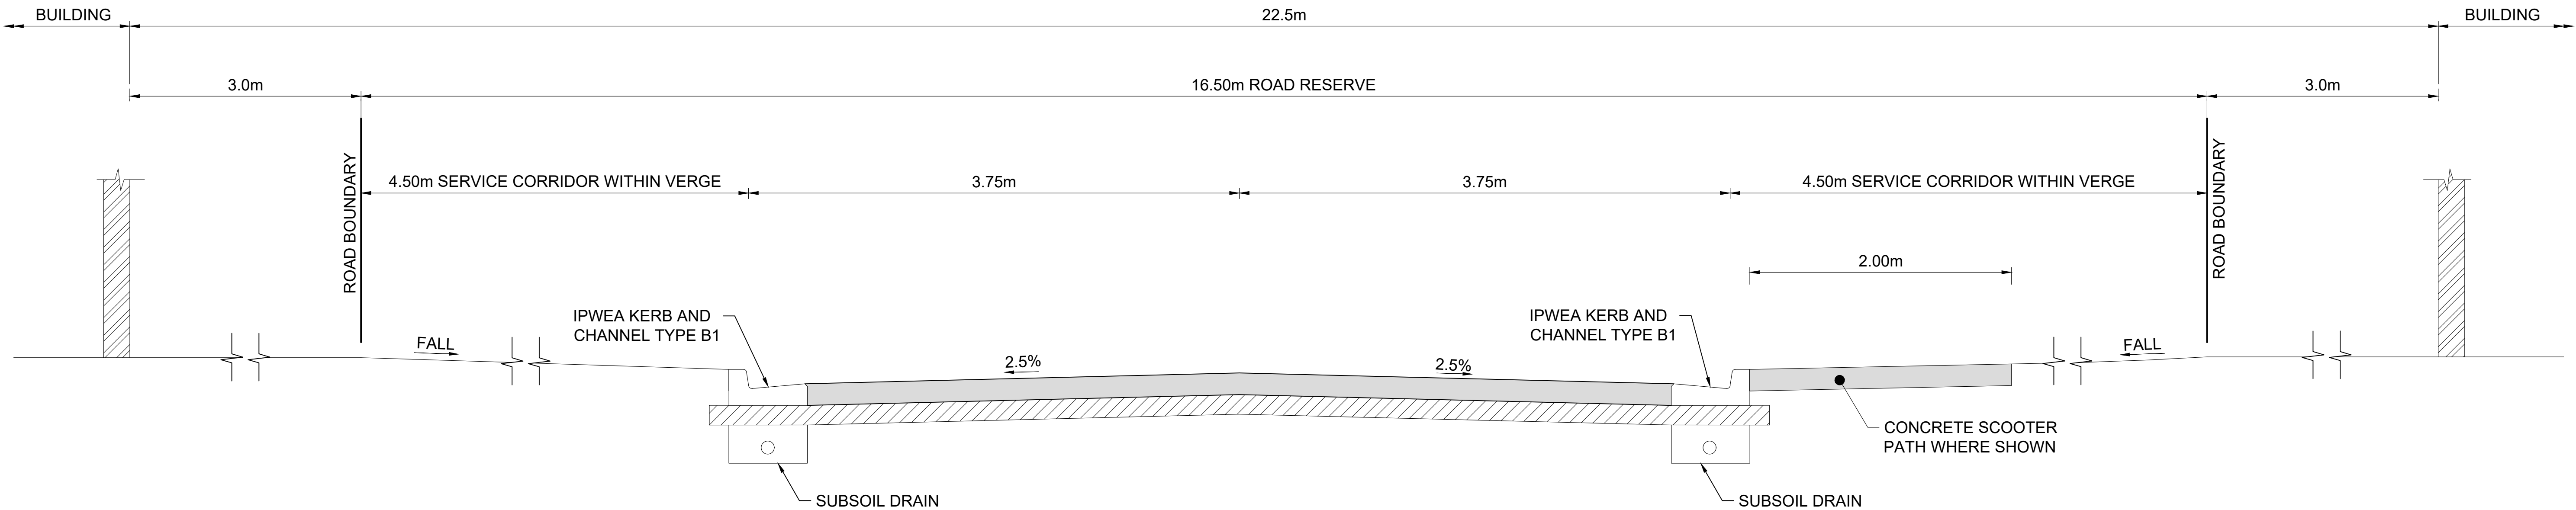 BUILDING
22.5m
BUILDING
3.0m
16.50m ROAD RESERVE
3.0m
ROAD BOUNDARY
4.50m SERVICE CORRIDOR WITHIN VERGE
3.75m
3.75m
4.50m SERVICE CORRIDOR WITHIN VERGE
ROAD BOUNDARY
2.00m
IPWEA KERB AND
CHANNEL TYPE B1
IPWEA KERB AND
CHANNEL TYPE B1
FALL
2.5%
2.5%
FALL
CONCRETE SCOOTER
PATH WHERE SHOWN
SUBSOIL DRAIN
SUBSOIL DRAIN